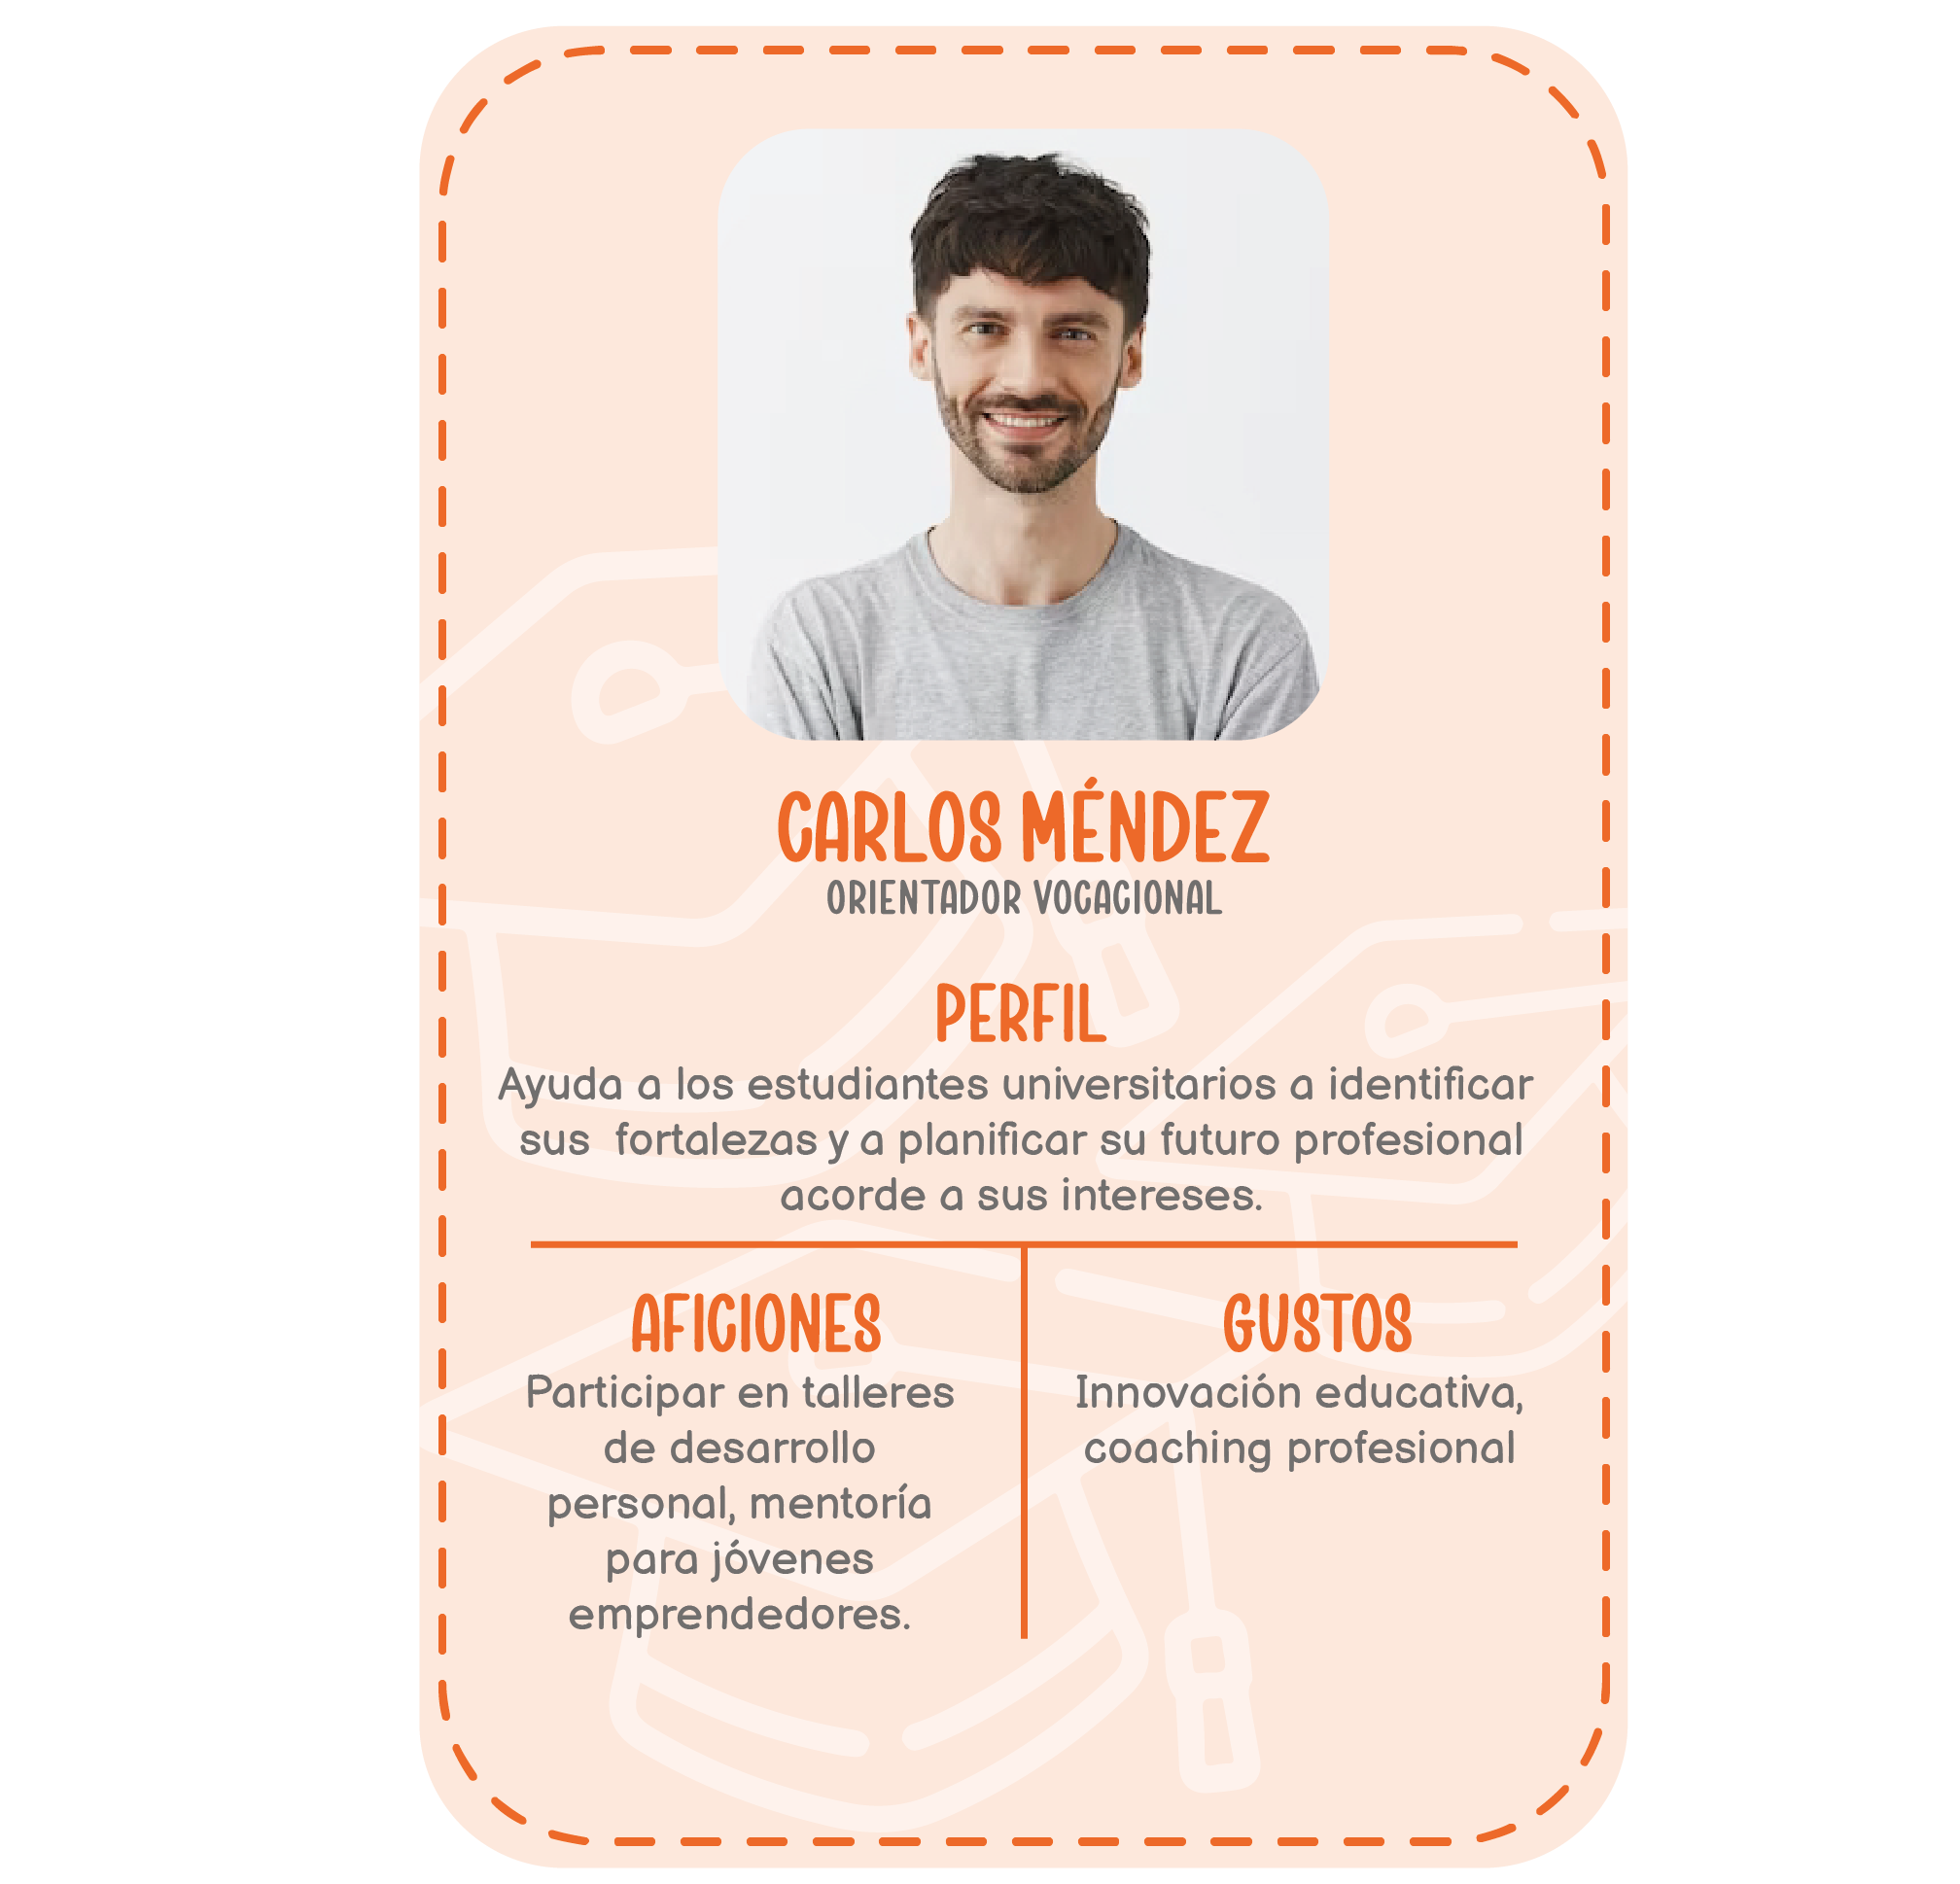 CARLOS MÉNDEZ
ORIENTADOR VOCACIONAL
PERFIL
Ayuda a los estudiantes universitarios a identificar
sus fortalezas y a planificar su futuro profesional
acorde a sus intereses.
AFICIONES
Participar en talleres
de desarrollo
personal, mentoría
para jóvenes
emprendedores.
GUSTOS
Innovación educativa,
coaching profesional